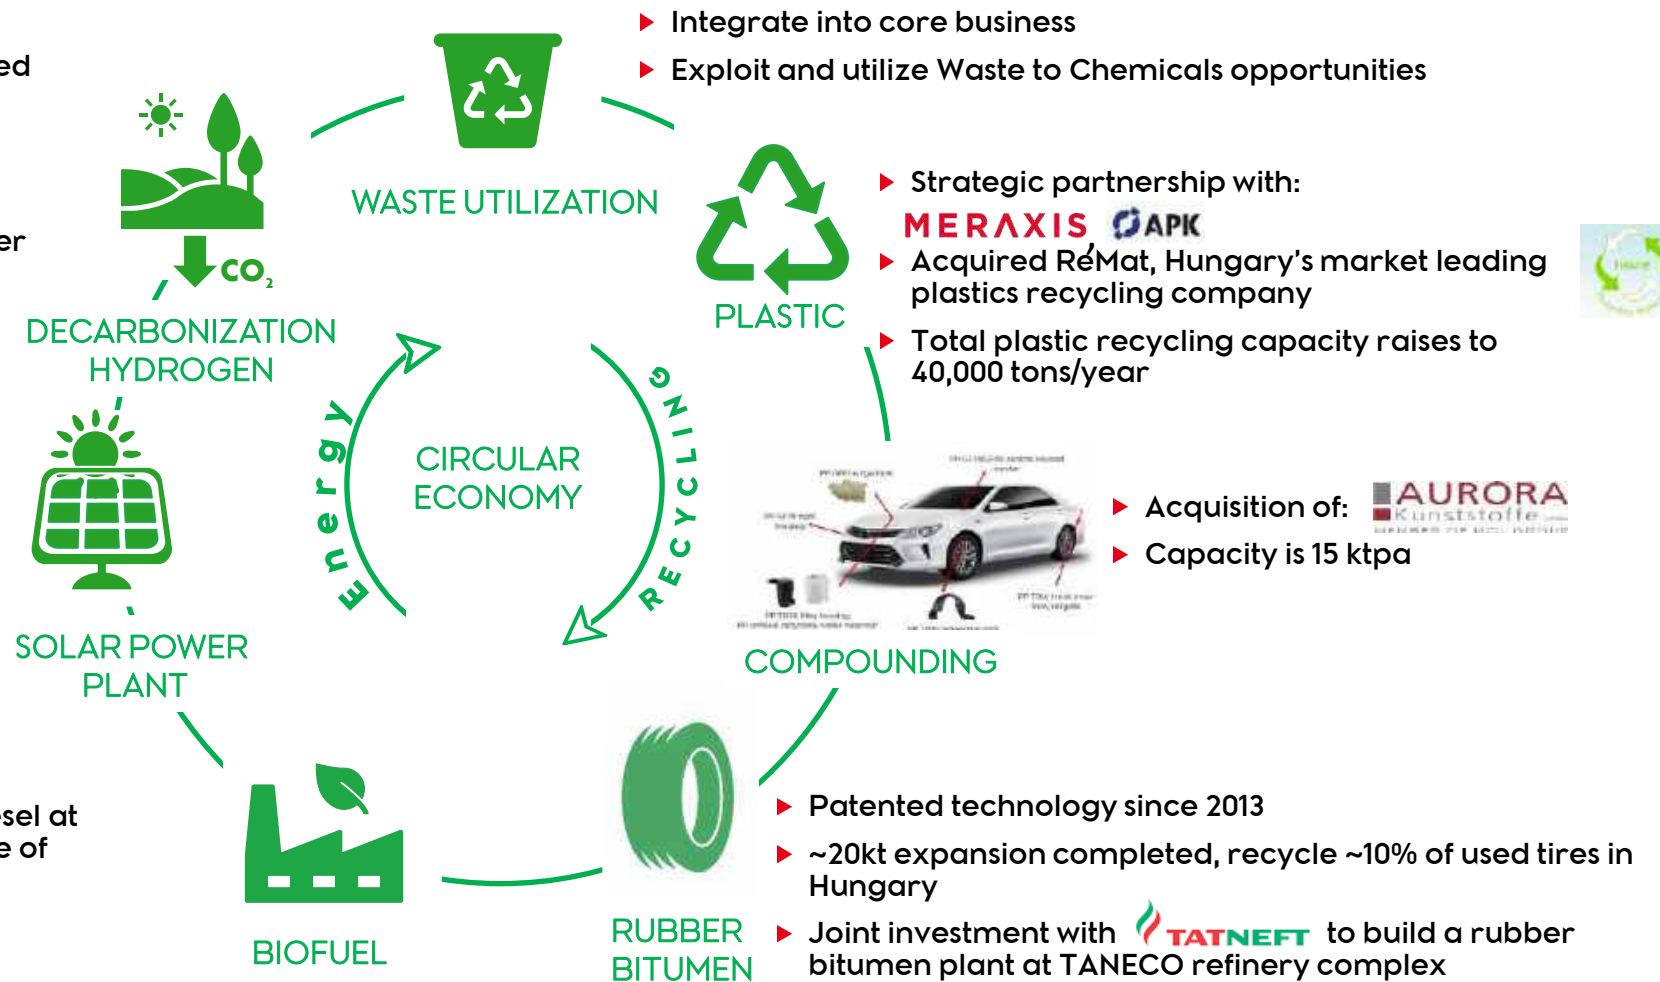 Integrate into core business
Exploit and utilize Waste to Chemicals opportunities
ed
WASTE UTILIZATION
Strategic partnership with:
MERAXIS, APK
er
CO₂
Acquired ReMat, Hungary's market leading
plastics recycling company
PLASTIC
DECARBONIZATION
HYDROGEN
Total plastic recycling capacity raises to
40,000 tons/year
Energy
RECYCLING
CIRCULAR
ECONOMY
Acquisition of: AURORA
Kunststoffe
Capacity is 15 ktpa
SOLAR POWER
PLANT
COMPOUNDING
esel at
e of
Patented technology since 2013
~20kt expansion completed, recycle ~10% of used tires in
Hungary
BIOFUEL
RUBBER
BITUMEN
Joint investment with TATNEFT to build a rubber
bitumen plant at TANECO refinery complex